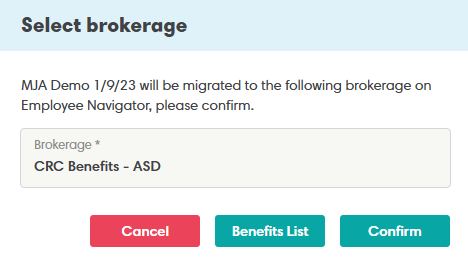 Select brokerage
MJA Demo 1/9/23 will be migrated to the following brokerage on
Employee Navigator, please confirm.
Brokerage *
CRC Benefits - ASD
Cancel
Benefits List
Confirm